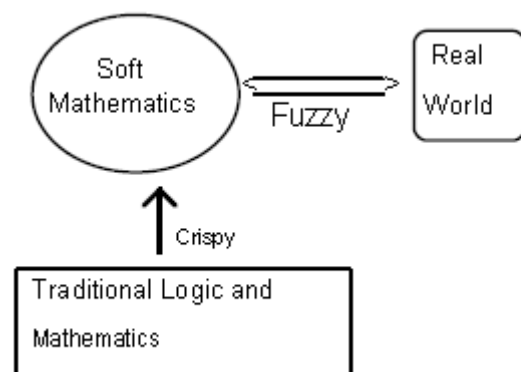 Soft
Mathematics
Real
World
Fuzzy
Crispy
Traditional Logic and
Mathematics